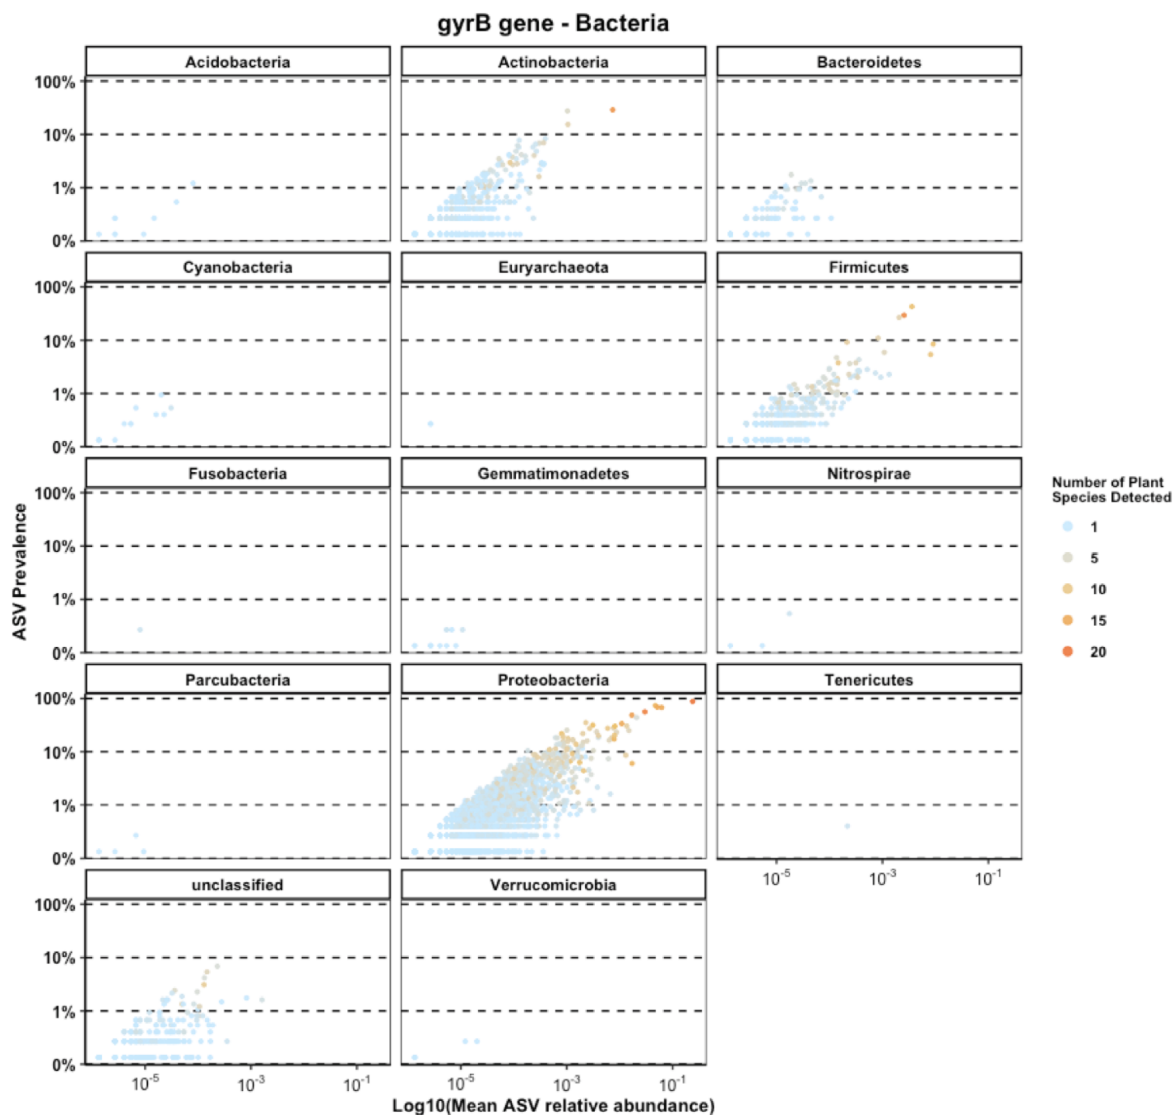 gyrB gene - Bacteria
Acidobacteria
Actinobacteria
Bacteroidetes
100%
10%
1%
0%
Cyanobacteria
Euryarchaeota
Firmicutes
100%
10%
1%
0%
Fusobacteria
Gemmatimonadetes
Nitrospirae
100%
10%
1%
0%
Parcubacteria
Proteobacteria
Tenericutes
100%
10%
1%
0%
10⁻⁵ 10⁻³ 10⁻¹
unclassified
Verrucomicrobia
100%
10%
1%
0%
10⁻⁵ 10⁻³ 10⁻¹
10⁻⁵ 10⁻³ 10⁻¹
ASV Prevalence
Log10(Mean ASV relative abundance)
Number of Plant
Species Detected
1
5
10
15
20